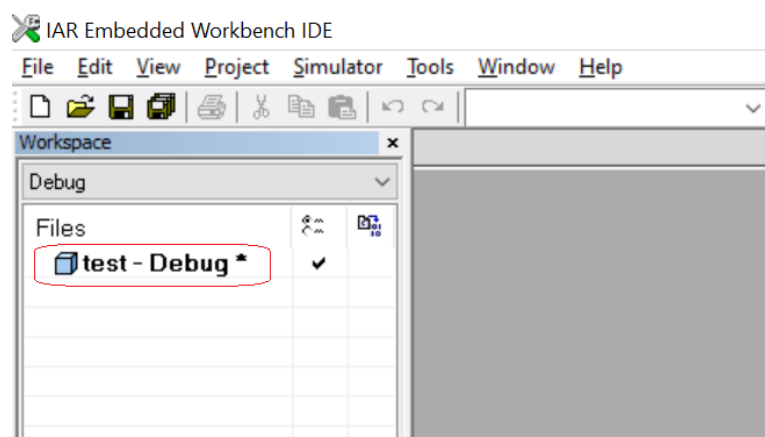 IAR Embedded Workbench IDE
File Edit View Project Simulator Tools Window Help
Workspace
Debug
Files
test - Debug *